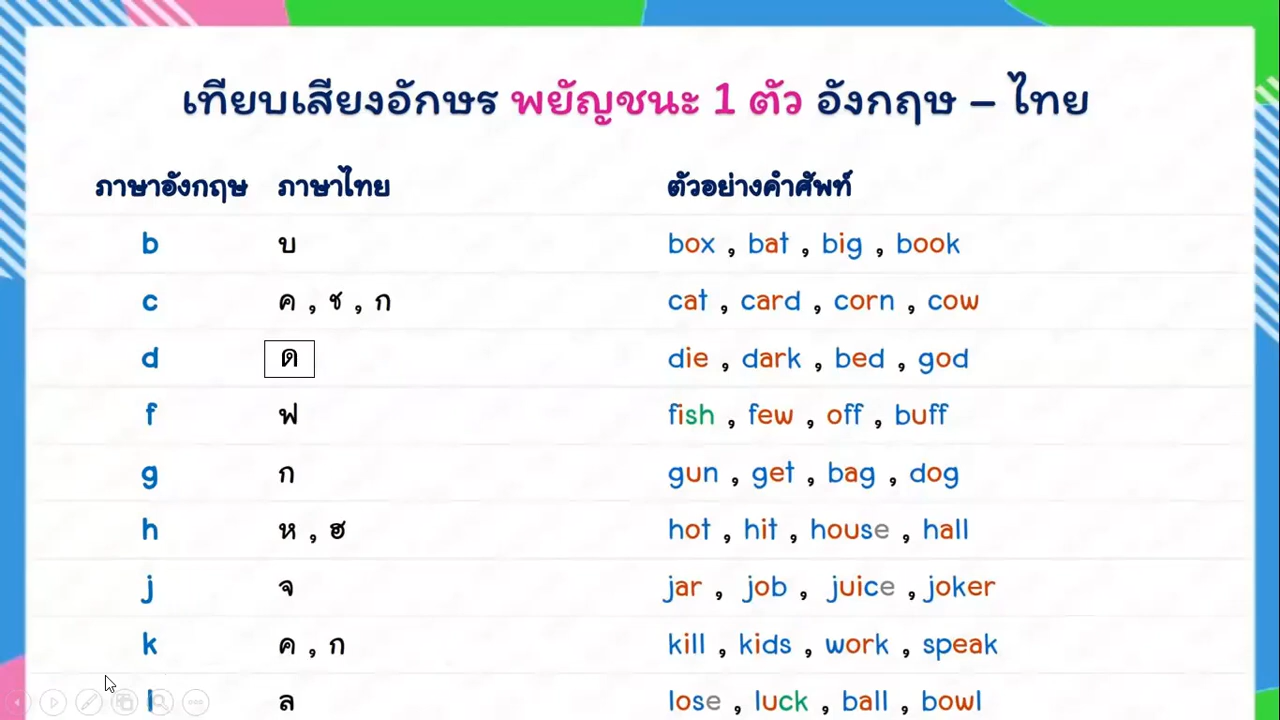 เทียบเสียงอักษร พยัญชนะ 1 ตัว อังกฤษ – ไทย
ภาษาอังกฤษ ภาษาไทย ตัวอย่างคำศัพท์
b บ box , bat , big , book
c ค , ช , ก cat , card , corn , cow
d ด die , dark , bed , god
f ฟ fish , few , off , buff
g ก gun , get , bag , dog
h ห , ฮ hot , hit , house , hall
j จ jar , job , juice , joker
k ค , ก kill , kids , work , speak
l ล lose , luck , ball , bowl